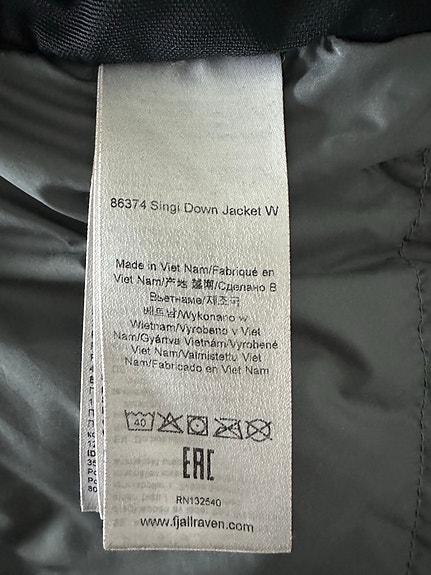 86374 Singi Down Jacket W
Made in Viet Nam/Fabriqué en
Viet Nam/产地 越南/Сделано В
Вьетнаме/제조국
베트남/Wykonano w
Wietnam/Vyrobeno v Viet
Nam/Gyártva Vietnám/Vyrobené
Viet Nam/Valmistettu Viet
Nam/Fabricado en Viet Nam
40
EAC
RN132540
www.fjallraven.com